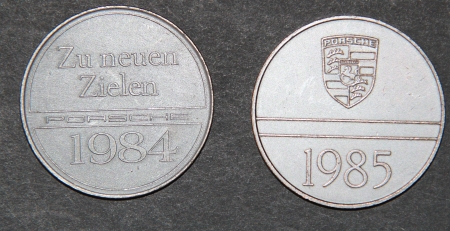 Zu neuen
Zielen
PORSCHE
1984
PORSCHE
1985